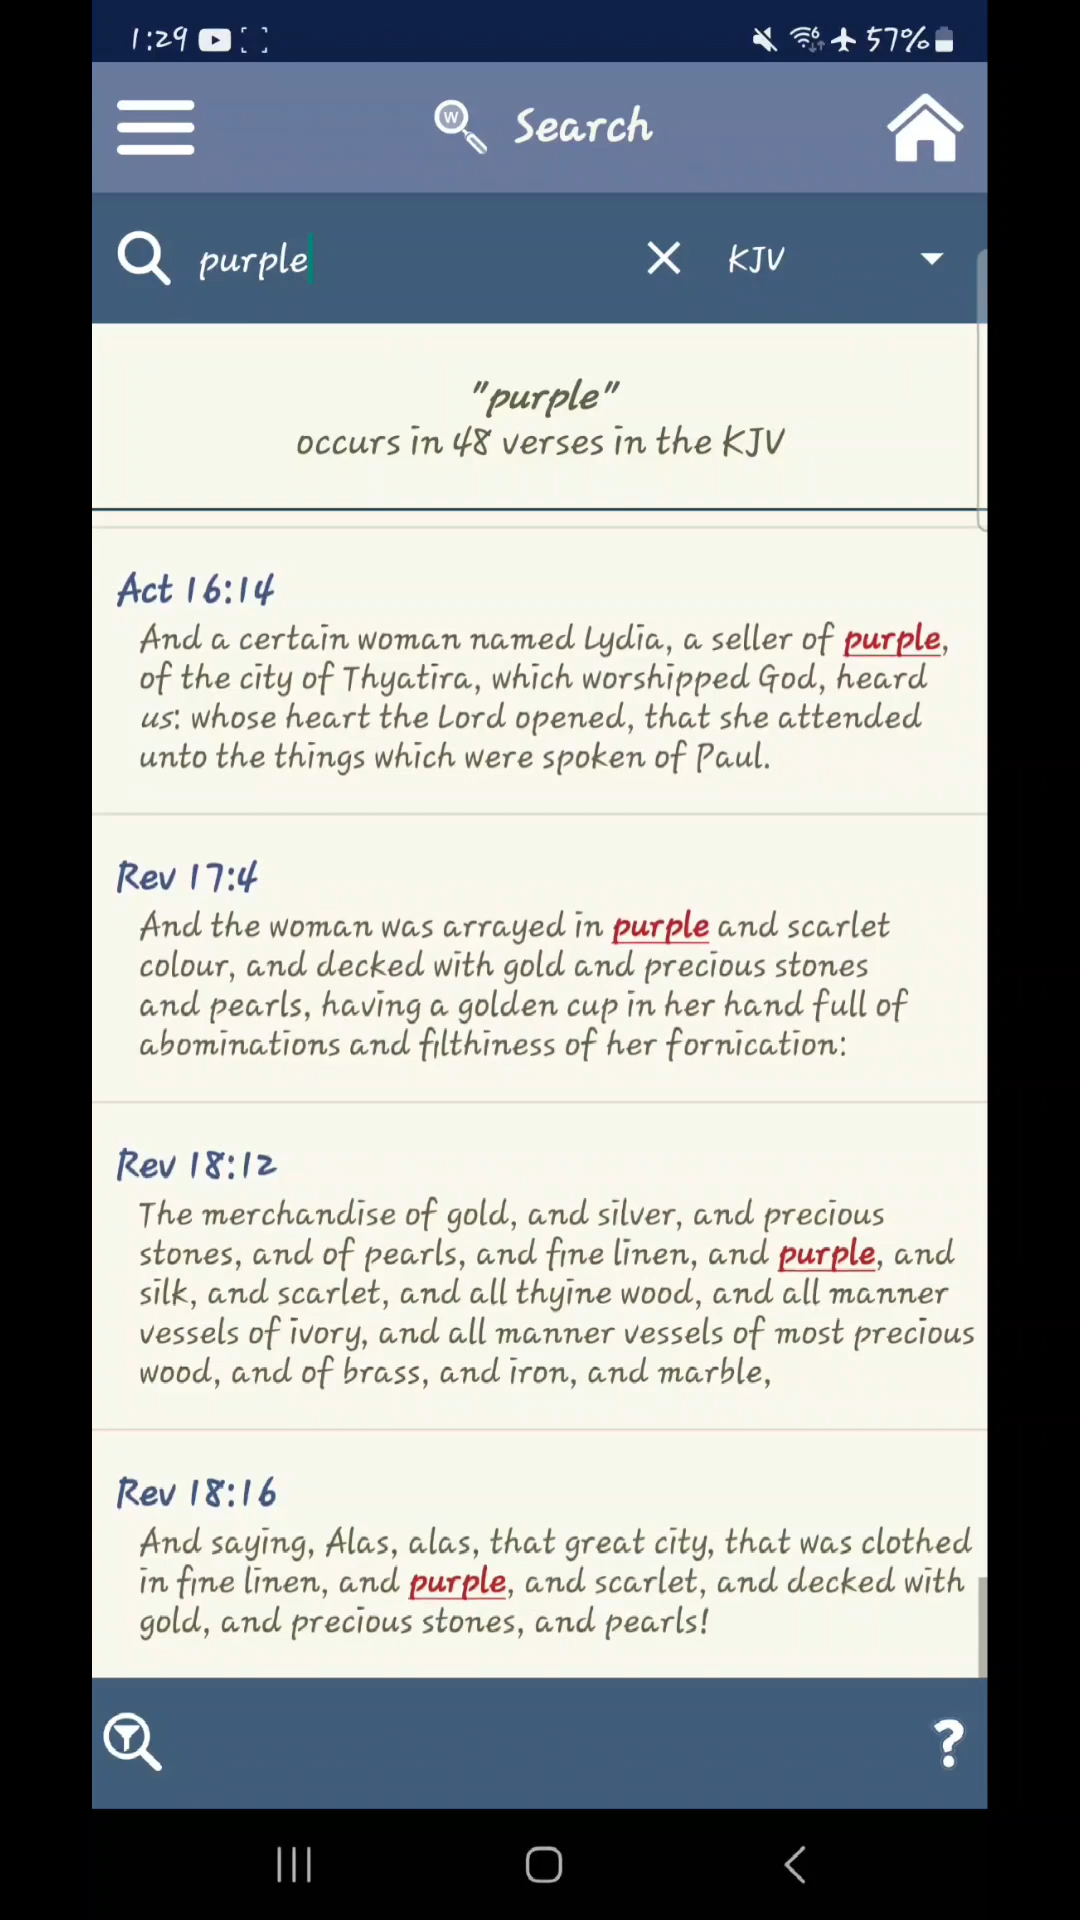 1:29 6 57%
W Search
purple KJV
"purple"
occurs in 48 verses in the KJV
Act 16:14
And a certain woman named Lydia, a seller of purple,
of the city of Thyatira, which worshipped God, heard
us: whose heart the Lord opened, that she attended
unto the things which were spoken of Paul.
Rev 17:4
And the woman was arrayed in purple and scarlet
colour, and decked with gold and precious stones
and pearls, having a golden cup in her hand full of
abominations and filthiness of her fornication:
Rev 18:12
The merchandise of gold, and silver, and precious
stones, and of pearls, and fine linen, and purple, and
silk, and scarlet, and all thyine wood, and all manner
vessels of ivory, and all manner vessels of most precious
wood, and of brass, and iron, and marble,
Rev 18:16
And saying, Alas, alas, that great city, that was clothed
in fine linen, and purple, and scarlet, and decked with
gold, and precious stones, and pearls!
?